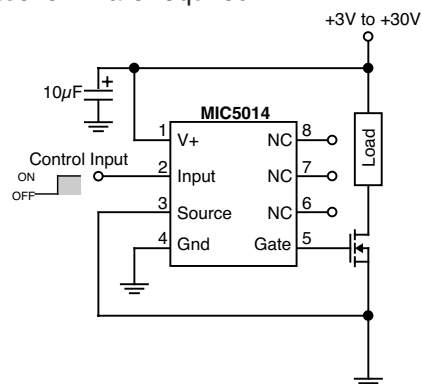 +3V to +30V
10µF
+
MIC5014
1 V+ NC 8
Load
Control Input
ON
OFF
2 Input NC 7
3 Source NC 6
4 Gnd Gate 5